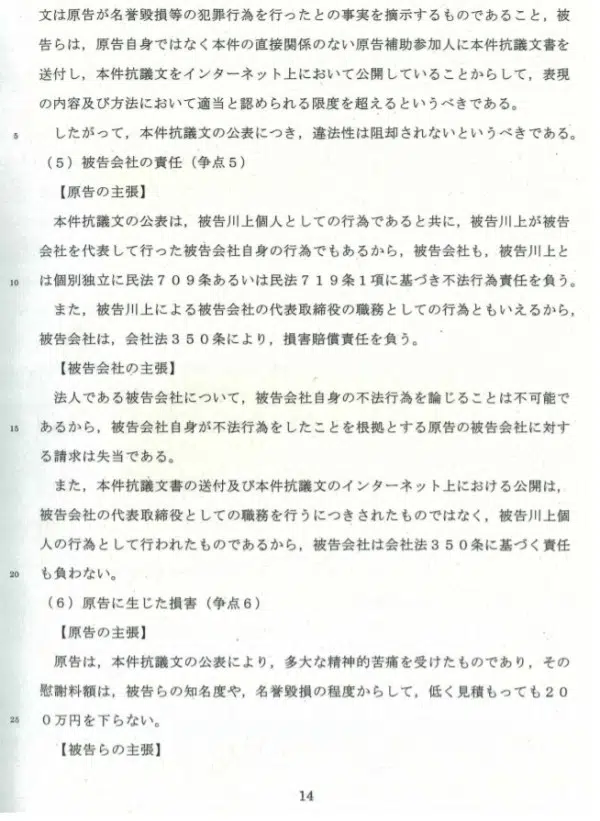 文は原告が名誉毀損等の犯罪行為を行ったとの事実を摘示するものであること，被
告らは，原告自身ではなく本件の直接関係のない原告補助参加人に本件抗議文書を
送付し，本件抗議文をインターネット上において公開していることからして，表現
の内容及び方法において適当と認められる限度を超えるというべきである。
5 したがって，本件抗議文の公表につき，違法性は阻却されないというべきである。
（５）被告会社の責任（争点５）
【原告の主張】
本件抗議文の公表は，被告川上個人としての行為であると共に，被告川上が被告
会社を代表して行った被告会社自身の行為でもあるから，被告会社も，被告川上と
10 は個別独立に民法７０９条あるいは民法７１９条１項に基づき不法行為責任を負う。
また，被告川上による被告会社の代表取締役の職務としての行為ともいえるから，
被告会社は，会社法３５０条により，損害賠償責任を負う。
【被告会社の主張】
法人である被告会社について，被告会社自身の不法行為を論じることは不可能で
15 あるから，被告会社自身が不法行為をしたことを根拠とする原告の被告会社に対す
る請求は失当である。
また，本件抗議文書の送付及び本件抗議文のインターネット上における公開は，
被告会社の代表取締役としての職務を行うにつきされたものではなく，被告川上個
人の行為として行われたものであるから，被告会社は会社法３５０条に基づく責任
20 も負わない。
（６）原告に生じた損害（争点６）
【原告の主張】
原告は，本件抗議文の公表により，多大な精神的苦痛を受けたものであり，その
慰謝料額は，被告らの知名度や，名誉毀損の程度からして，低く見積もっても２０
25 ０万円を下らない。
【被告らの主張】
14